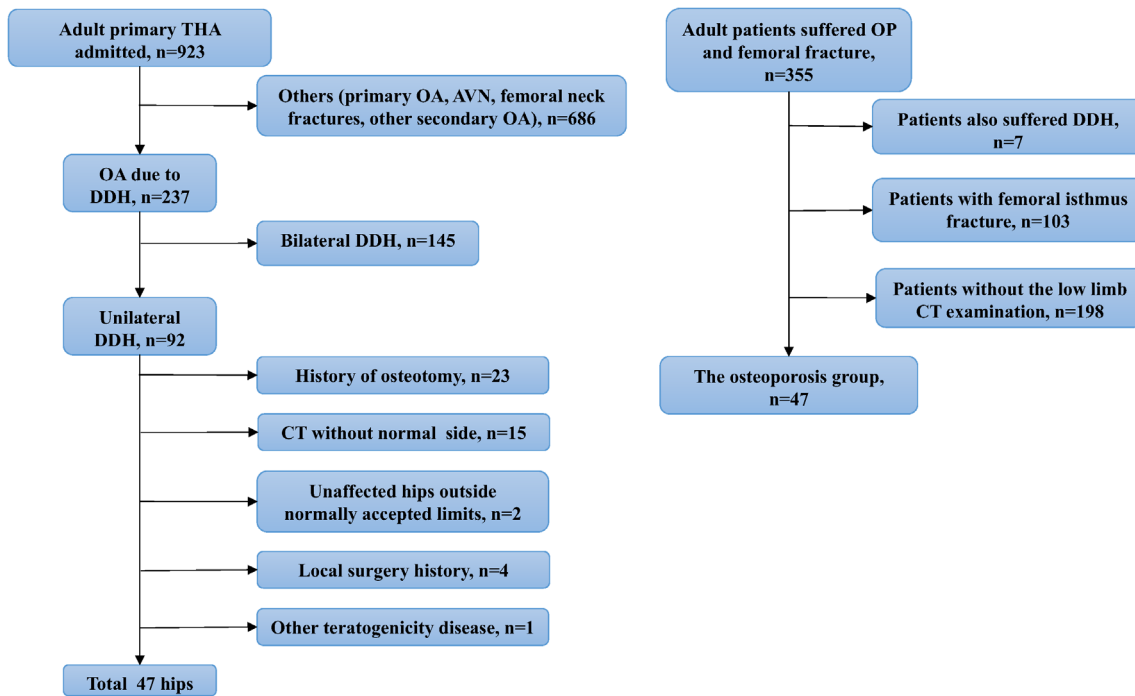 Adult primary THA
admitted, n=923
Others (primary OA, AVN, femoral neck
fractures, other secondary OA), n=686
OA due to
DDH, n=237
Bilateral DDH, n=145
Unilateral
DDH, n=92
History of osteotomy, n=23
CT without normal side, n=15
Unaffected hips outside
normally accepted limits, n=2
Local surgery history, n=4
Other teratogenicity disease, n=1
Total 47 hips
Adult patients suffered OP
and femoral fracture,
n=355
Patients also suffered DDH,
n=7
Patients with femoral isthmus
fracture, n=103
Patients without the low limb
CT examination, n=198
The osteoporosis group,
n=47